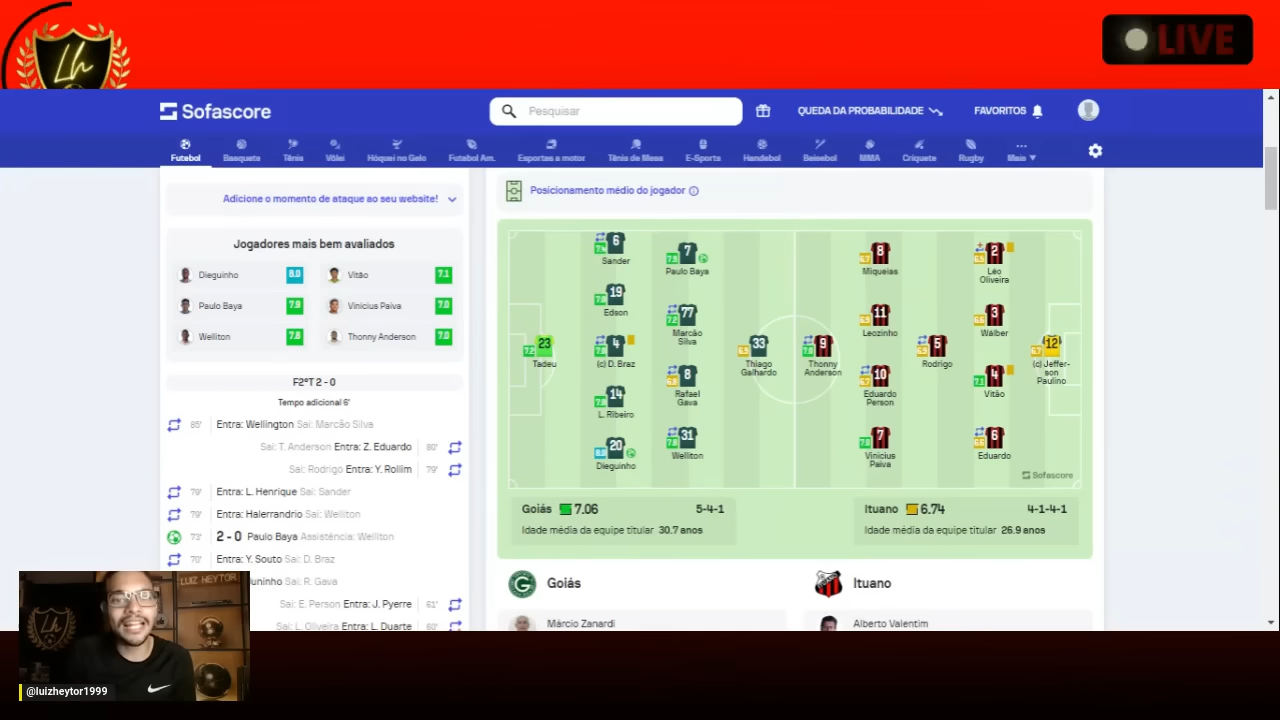 Lh
LIVE
Sofascore
Pesquisar
QUEDA DA PROBABILIDADE
FAVORITOS
Futebol
Basquete
Tênis
Vôlei
Hóquei no Gelo
Futebol Am.
Esportes a motor
Tênis de Mesa
E-Sports
Handebol
Beisebol
MMA
Críquete
Rugby
Mais
Adicione o momento de ataque ao seu website!
Jogadores mais bem avaliados
Dieguinho 8.0
Vitão 7.1
Paulo Baya 7.9
Vinicius Paiva 7.0
Welliton 7.8
Thonny Anderson 7.0
F2ºT 2 - 0
Tempo adicional 6'
85' Entra: Wellington Sai: Marcão Silva
Sai: T. Anderson Entra: Z. Eduardo 80'
Sai: Rodrigo Entra: Y. Rollim 79'
79' Entra: L. Henrique Sai: Sander
79' Entra: Halerrandrio Sai: Welliton
73' 2 - 0 Paulo Baya Assistência: Welliton
70' Entra: Y. Souto Sai: D. Braz
Sai: R. Gava
Sai: E. Person Entra: J. Pyerre 61'
Sai: L. Oliveira Entra: L. Duarte 60'
Posicionamento médio do jogador
23
Tadeu
6
Sander
19
Edson
4
(c) D. Braz
14
L. Ribeiro
20
Dieguinho
7
Paulo Baya
77
Marcão
Silva
8
Rafael
Gava
31
Welliton
33
Thiago
Galhardo
9
Thonny
Anderson
8
Miqueias
11
Leozinho
10
Eduardo
Person
7
Vinicius
Paiva
5
Rodrigo
2
Léo
Oliveira
3
Wálber
4
Vitão
6
Eduardo
12
(c) Jeffer-
son
Paulino
Sofascore
Goiás 7.06 5-4-1
Idade média da equipe titular 30.7 anos
Ituano 6.74 4-1-4-1
Idade média da equipe titular 26.9 anos
Goiás
Ituano
Márcio Zanardi
Alberto Valentim
LUIZ HEYTOR
@luizheytor1999